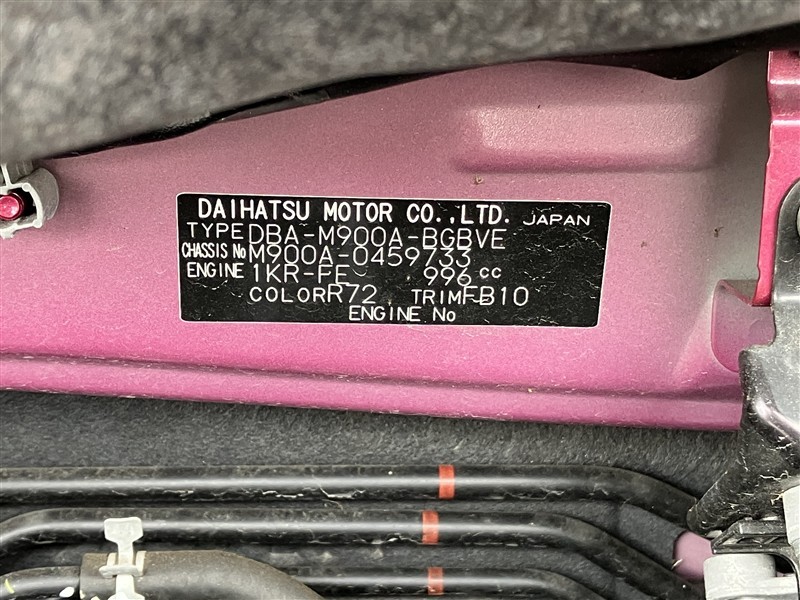 DAIHATSU MOTOR CO.,LTD. JAPAN
TYPE DBA-M900A-BGBVE
CHASSIS No M900A-0459733
ENGINE 1KR-FE 996 cc
COLOR R72 TRIM FB10
ENGINE No